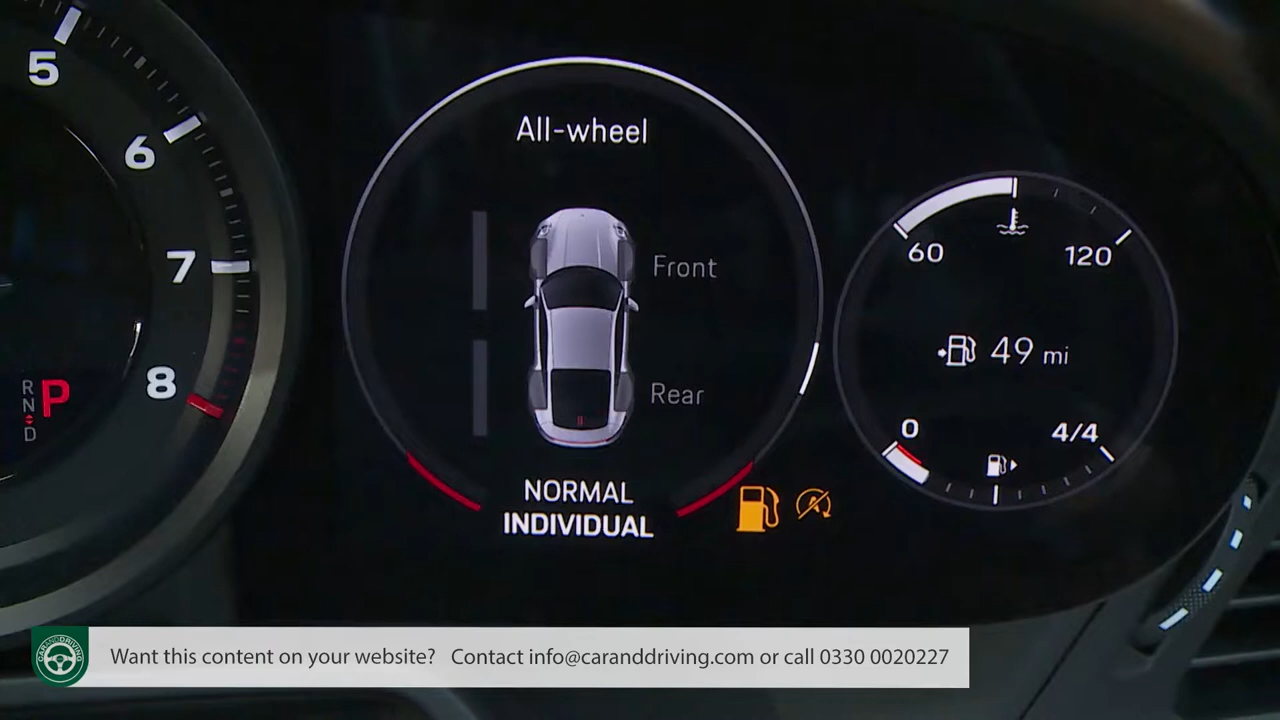 5
6
7
8
R
N
D
P
All-wheel
Front
Rear
NORMAL
INDIVIDUAL
60
120
49 mi
0
4/4
CARANDDRIVING
Want this content on your website? Contact info@caranddriving.com or call 0330 0020227